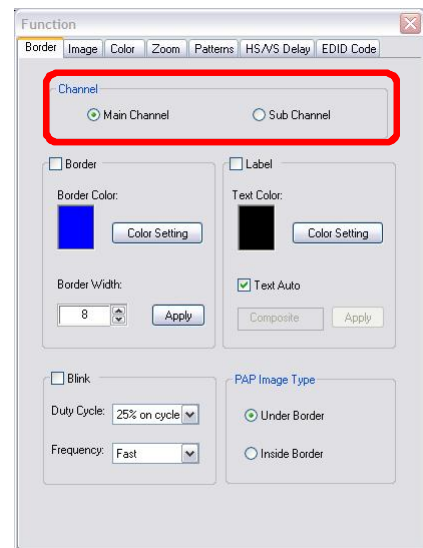 Function
Border Image Color Zoom Patterns HS/VS Delay EDID Code
Channel
Main Channel Sub Channel
Border Label
Border Color: Text Color:
Color Setting Color Setting
Border Width: Text Auto
8 Apply Composite Apply
Blink PAP Image Type
Duty Cycle: 25% on cycle Under Border
Frequency: Fast Inside Border